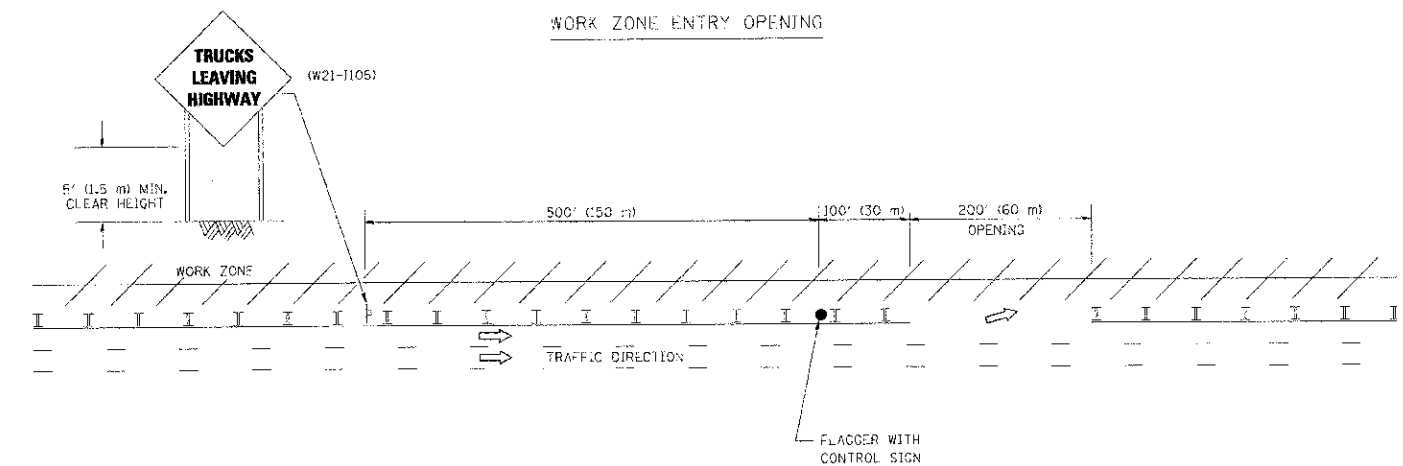 WORK ZONE ENTRY OPENING
TRUCKS
LEAVING
HIGHWAY
(W21-I105)
5' (1.5 m) MIN.
CLEAR HEIGHT
500' (150 m)
100' (30 m)
200' (60 m)
OPENING
WORK ZONE
TRAFFIC DIRECTION
FLAGGER WITH
CONTROL SIGN